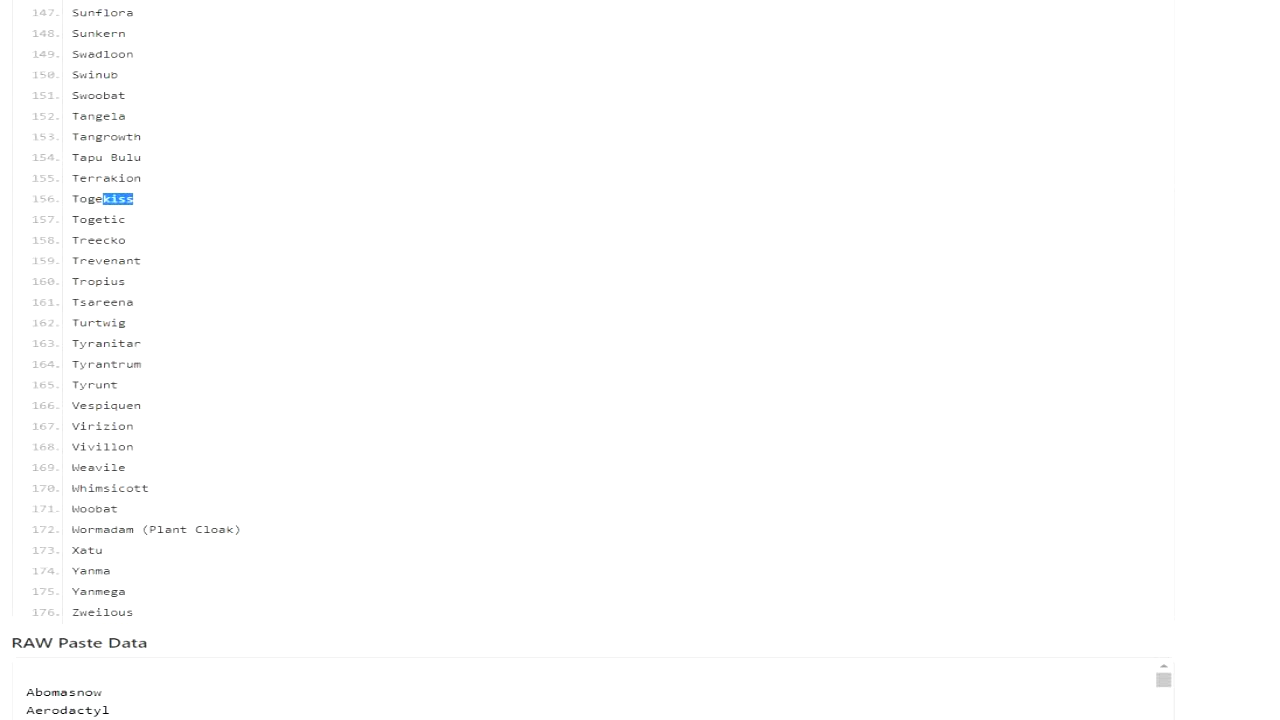 147. Sunflora
148. Sunkern
149. Swadloon
150. Swinub
151. Swoobat
152. Tangela
153. Tangrowth
154. Tapu Bulu
155. Terrakion
156. Togekiss
157. Togetic
158. Treecko
159. Trevenant
160. Tropius
161. Tsareena
162. Turtwig
163. Tyranitar
164. Tyrantrum
165. Tyrunt
166. Vespiquen
167. Virizion
168. Vivillon
169. Weavile
170. Whimsicott
171. Woobat
172. Wormadam (Plant Cloak)
173. Xatu
174. Yanma
175. Yanmega
176. Zweilous
RAW Paste Data
Abomasnow
Aerodactyl